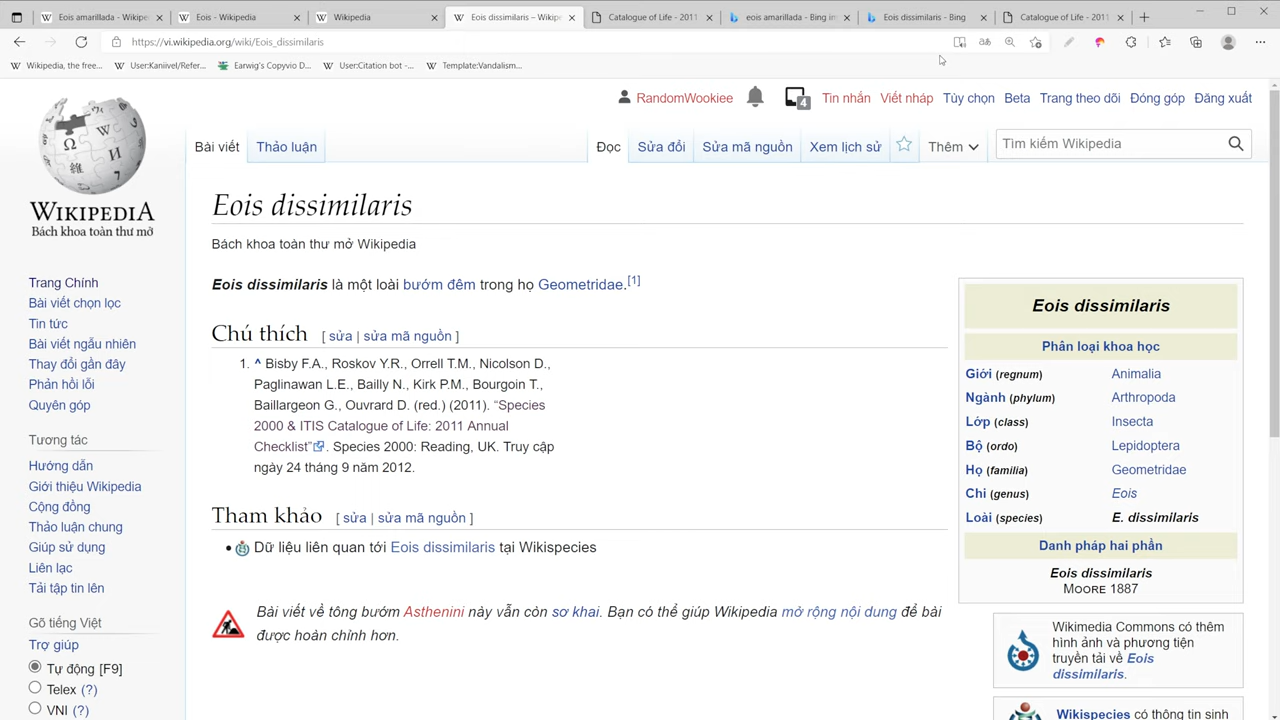 Eois amarillada - Wikipe
Eois - Wikipedia
Wikipedia
Eois dissimilaris – Wikip
Catalogue of Life - 2011
eois amarillada - Bing im
Eois dissimilaris - Bing
Catalogue of Life - 2011
https://vi.wikipedia.org/wiki/Eois_dissimilaris
Wikipedia, the free...
User:Kaniivel/Refer...
Earwig's Copyvio D...
User:Citation bot -...
Template:Vandalism...
RandomWookiee
4
Tin nhắn
Viết nháp
Tùy chọn
Beta
Trang theo dõi
Đóng góp
Đăng xuất
Bài viết
Thảo luận
Đọc
Sửa đổi
Sửa mã nguồn
Xem lịch sử
Thêm
Tìm kiếm Wikipedia
WIKIPEDIA
Bách khoa toàn thư mở
Trang Chính
Bài viết chọn lọc
Tin tức
Bài viết ngẫu nhiên
Thay đổi gần đây
Phản hồi lỗi
Quyên góp
Tương tác
Hướng dẫn
Giới thiệu Wikipedia
Cộng đồng
Thảo luận chung
Giúp sử dụng
Liên lạc
Tải tập tin lên
Gõ tiếng Việt
Trợ giúp
Tự động [F9]
Telex (?)
VNI (?)
Eois dissimilaris
Bách khoa toàn thư mở Wikipedia
Eois dissimilaris là một loài bướm đêm trong họ Geometridae.[1]
Chú thích [ sửa | sửa mã nguồn ]
1. ^ Bisby F.A., Roskov Y.R., Orrell T.M., Nicolson D.,
Paglinawan L.E., Bailly N., Kirk P.M., Bourgoin T.,
Baillargeon G., Ouvrard D. (red.) (2011). “Species
2000 & ITIS Catalogue of Life: 2011 Annual
Checklist”. Species 2000: Reading, UK. Truy cập
ngày 24 tháng 9 năm 2012.
Tham khảo [ sửa | sửa mã nguồn ]
• Dữ liệu liên quan tới Eois dissimilaris tại Wikispecies
Bài viết về tông bướm Asthenini này vẫn còn sơ khai. Bạn có thể giúp Wikipedia mở rộng nội dung để bài
được hoàn chỉnh hơn.
Eois dissimilaris
Phân loại khoa học
Giới (regnum) Animalia
Ngành (phylum) Arthropoda
Lớp (class) Insecta
Bộ (ordo) Lepidoptera
Họ (familia) Geometridae
Chi (genus) Eois
Loài (species) E. dissimilaris
Danh pháp hai phần
Eois dissimilaris
MOORE 1887
Wikimedia Commons có thêm
hình ảnh và phương tiện
truyền tải về Eois
dissimilaris.
Wikispecies có thông tin sinh